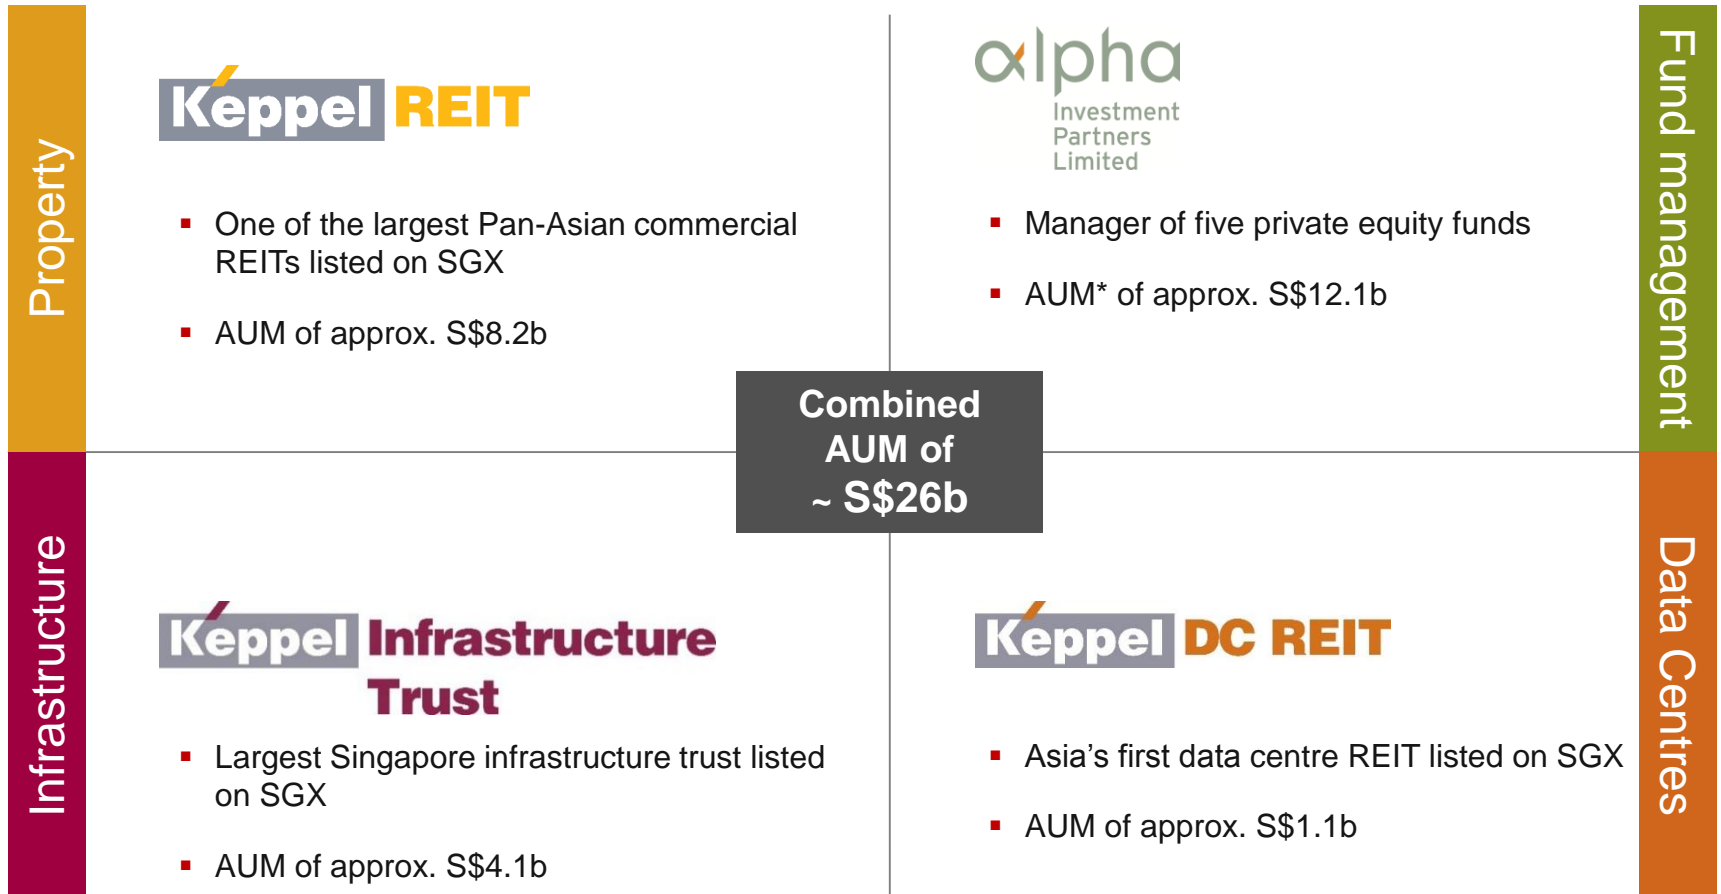 Property
Keppel REIT
▪ One of the largest Pan-Asian commercial
REITs listed on SGX
▪ AUM of approx. S$8.2b
alpha
Investment
Partners
Limited
▪ Manager of five private equity funds
▪ AUM* of approx. S$12.1b
Fund management
Combined
AUM of
~ S$26b
Infrastructure
Keppel Infrastructure
Trust
▪ Largest Singapore infrastructure trust listed
on SGX
▪ AUM of approx. S$4.1b
Keppel DC REIT
▪ Asia’s first data centre REIT listed on SGX
▪ AUM of approx. S$1.1b
Data Centres